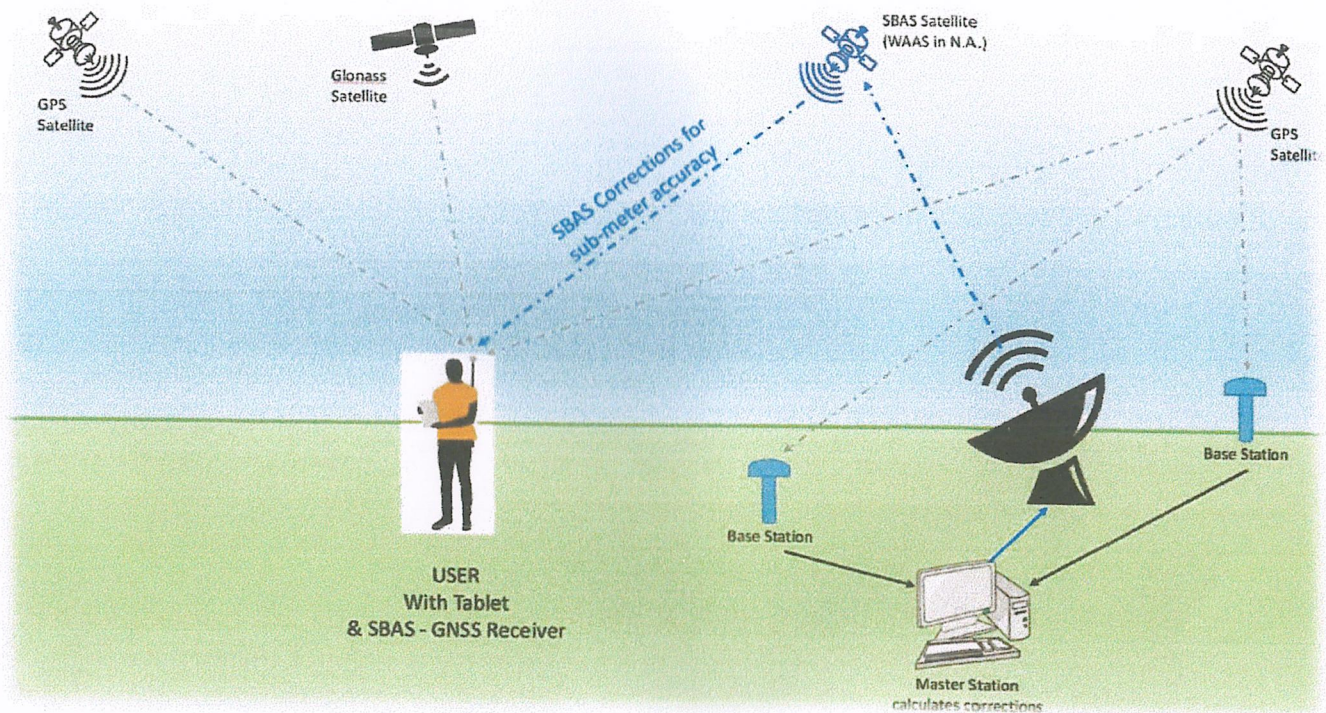 SBAS Satellite
(WAAS in N.A.)
Glonass
Satellite
GPS
Satellite
GPS
Satellite
SBAS Corrections for
sub-meter accuracy
Base Station
Base Station
USER
With Tablet
& SBAS - GNSS Receiver
Master Station
calculates corrections